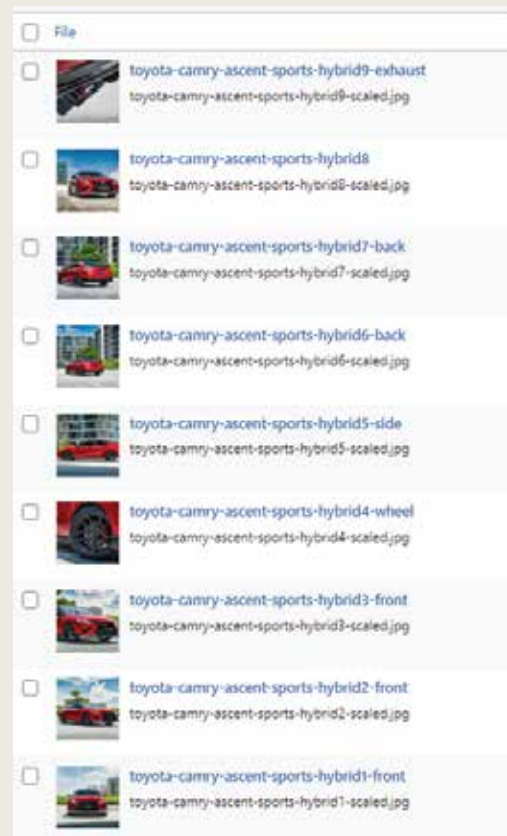 File
toyota-camry-ascent-sports-hybrid9-exhaust
toyota-camry-ascent-sports-hybrid9-scaled.jpg
toyota-camry-ascent-sports-hybrid8
toyota-camry-ascent-sports-hybrid8-scaled.jpg
toyota-camry-ascent-sports-hybrid7-back
toyota-camry-ascent-sports-hybrid7-scaled.jpg
toyota-camry-ascent-sports-hybrid6-back
toyota-camry-ascent-sports-hybrid6-scaled.jpg
toyota-camry-ascent-sports-hybrid5-side
toyota-camry-ascent-sports-hybrid5-scaled.jpg
toyota-camry-ascent-sports-hybrid4-wheel
toyota-camry-ascent-sports-hybrid4-scaled.jpg
toyota-camry-ascent-sports-hybrid3-front
toyota-camry-ascent-sports-hybrid3-scaled.jpg
toyota-camry-ascent-sports-hybrid2-front
toyota-camry-ascent-sports-hybrid2-scaled.jpg
toyota-camry-ascent-sports-hybrid1-front
toyota-camry-ascent-sports-hybrid1-scaled.jpg